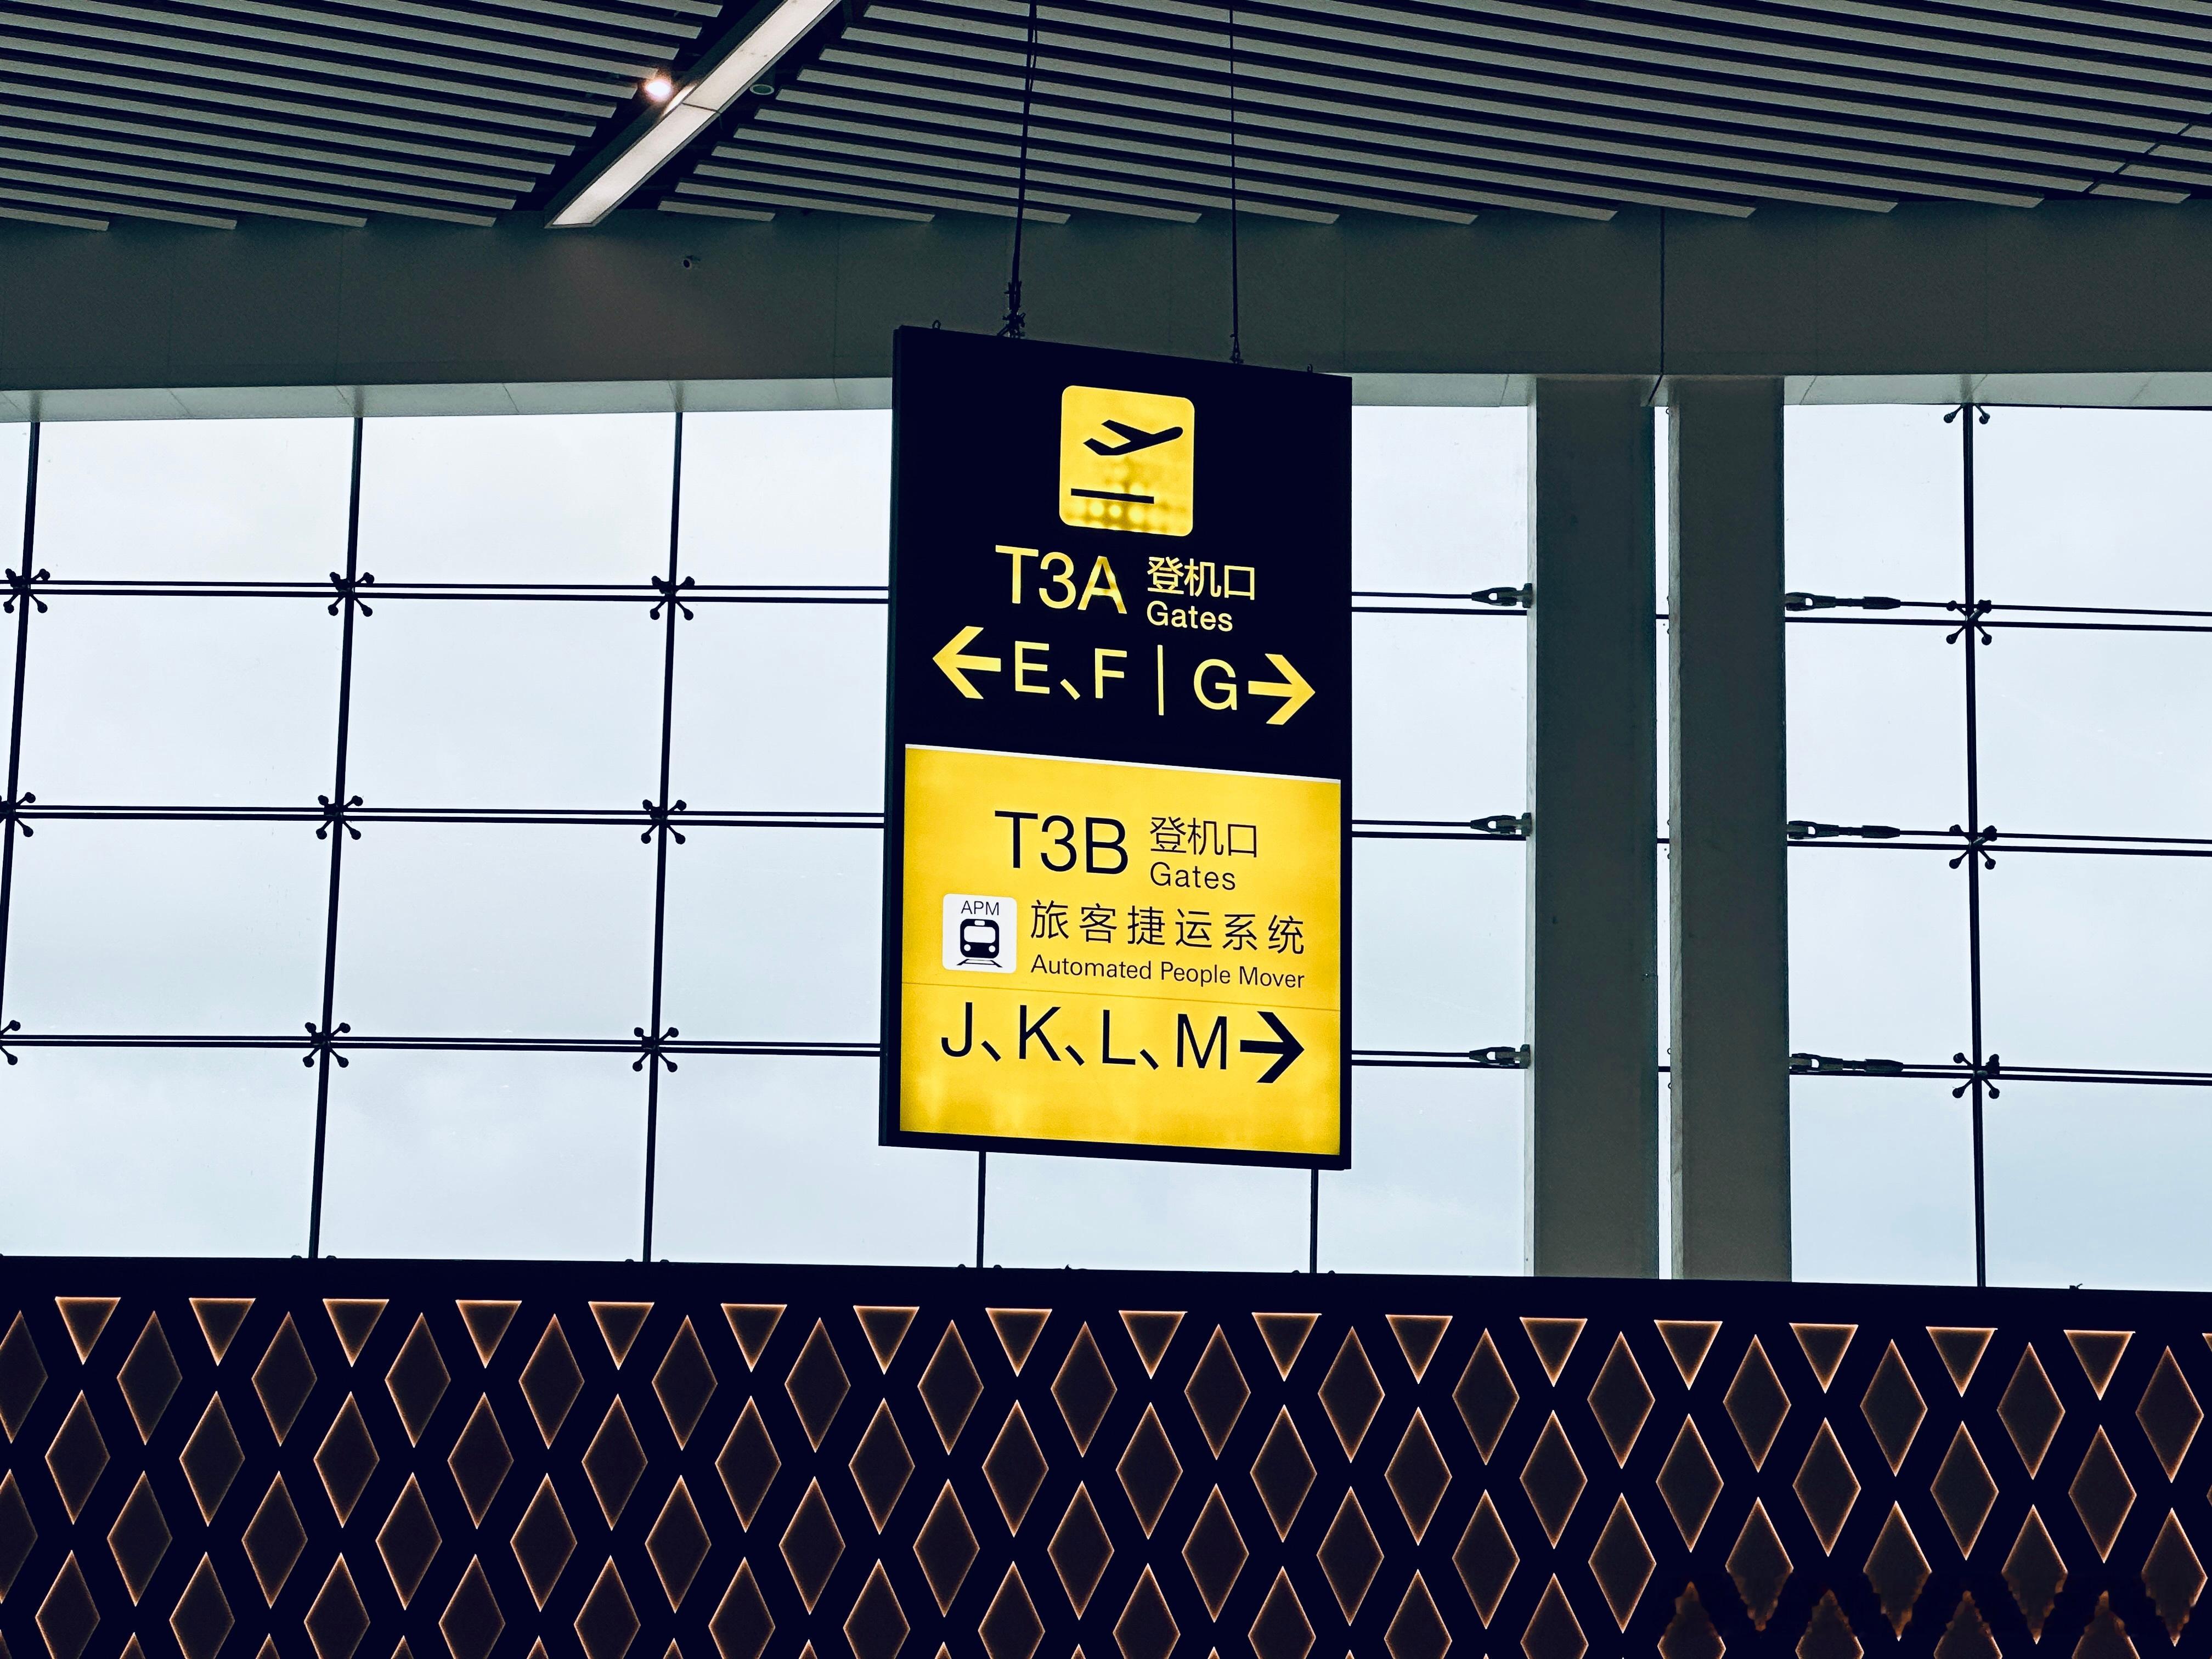 T3A 登机口
Gates
←E、F | G→
T3B 登机口
Gates
APM
旅客捷运系统
Automated People Mover
J、K、L、M→